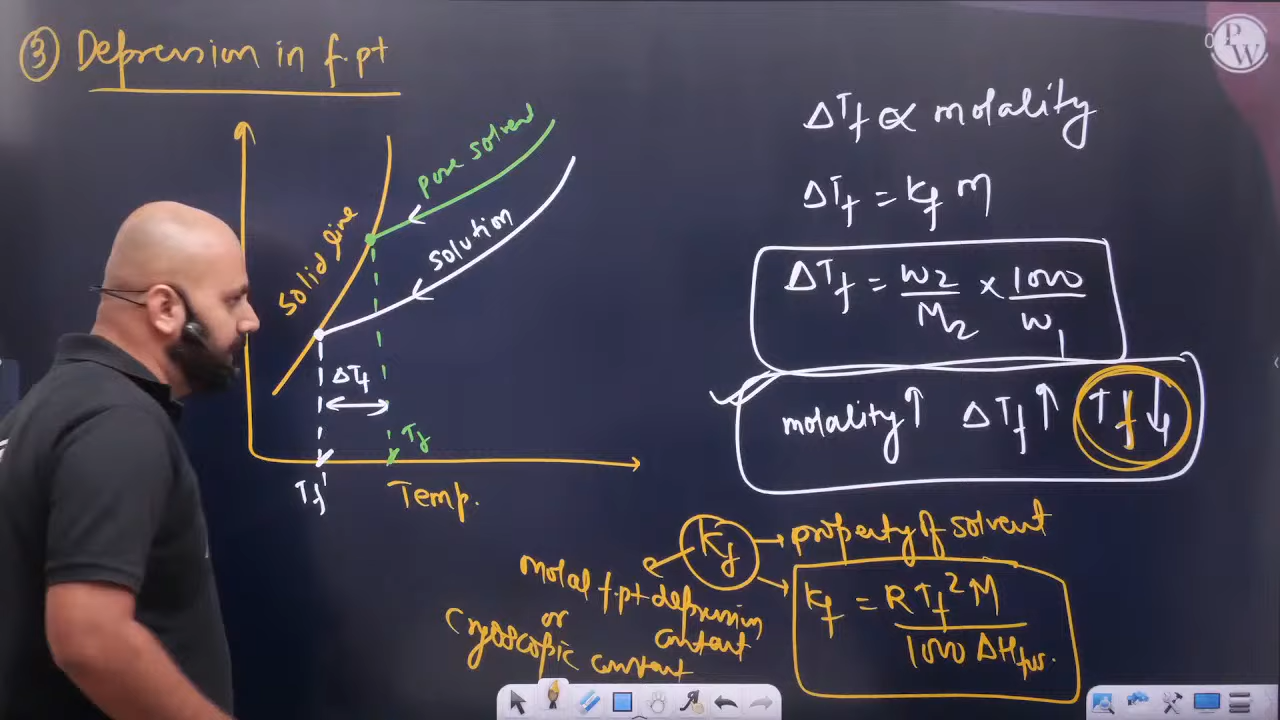 ③ Depression in f.pt
PW
pure solvent
solution
solid line
ΔTf
Tf
Tf'
Temp.
ΔTf ∝ molality
ΔTf = Kf m
ΔTf = W2/M2 × 1000/W1
molality↑ ΔTf↑ Tf↓
Kf → property of solvent
molal f.pt depression
constant
or
Cryoscopic constant
Kf = RTf²M / 1000 ΔHfus.